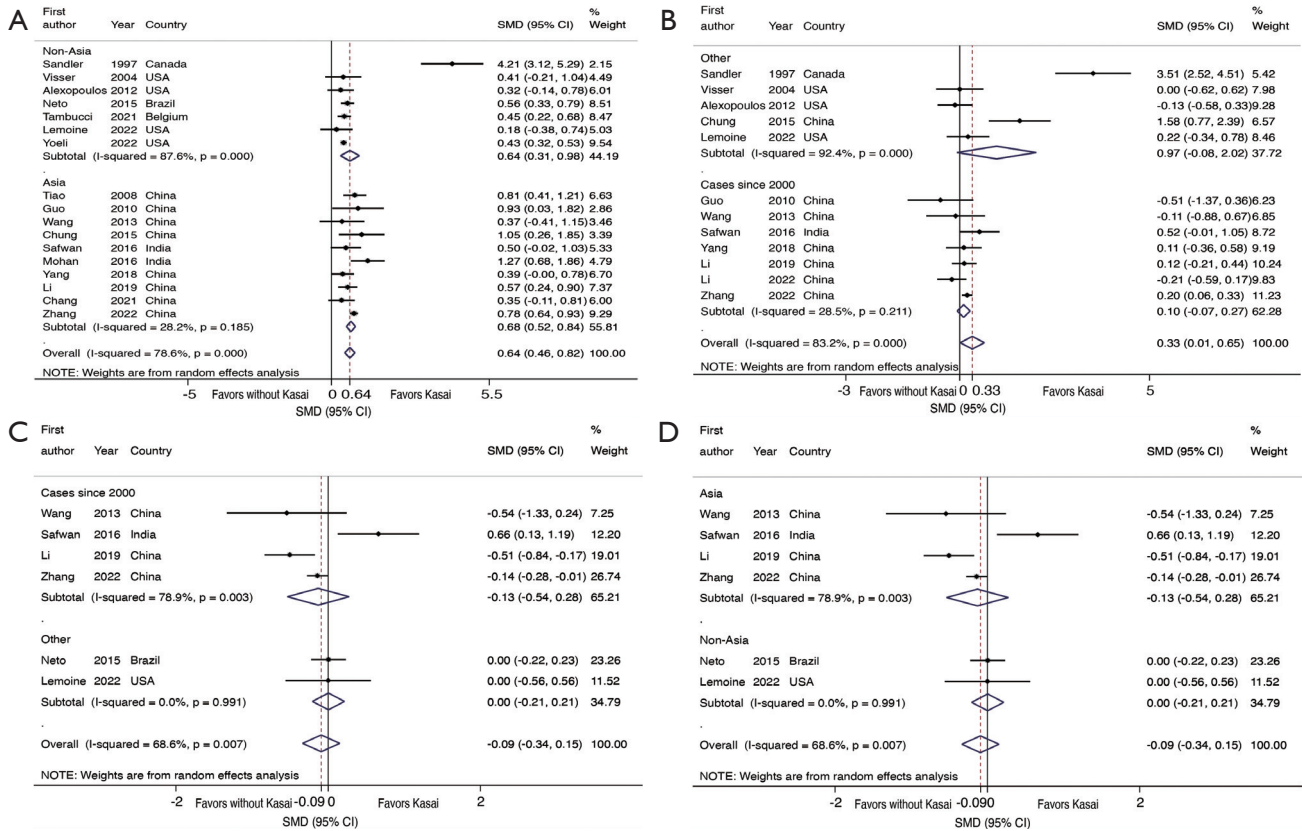 A
First
author Year Country SMD (95% CI) % Weight
Non-Asia
Sandler 1997 Canada 4.21 (3.12, 5.29) 2.15
Visser 2004 USA 0.41 (-0.21, 1.04) 4.49
Alexopoulos 2012 USA 0.32 (-0.14, 0.78) 6.01
Neto 2015 Brazil 0.56 (0.33, 0.79) 8.51
Tambucci 2021 Belgium 0.45 (0.22, 0.68) 8.47
Lemoine 2022 USA 0.18 (-0.38, 0.74) 5.03
Yoeli 2022 USA 0.43 (0.32, 0.53) 9.54
Subtotal (I-squared = 87.6%, p = 0.000) 0.64 (0.31, 0.98) 44.19
.
Asia
Tiao 2008 China 0.81 (0.41, 1.21) 6.63
Guo 2010 China 0.93 (0.03, 1.82) 2.86
Wang 2013 China 0.37 (-0.41, 1.15) 3.46
Chung 2015 China 1.05 (0.26, 1.85) 3.39
Safwan 2016 India 0.50 (-0.02, 1.03) 5.33
Mohan 2016 India 1.27 (0.68, 1.86) 4.79
Yang 2018 China 0.39 (-0.00, 0.78) 6.70
Li 2019 China 0.57 (0.24, 0.90) 7.37
Chang 2021 China 0.35 (-0.11, 0.81) 6.00
Zhang 2022 China 0.78 (0.64, 0.93) 9.29
Subtotal (I-squared = 28.2%, p = 0.185) 0.68 (0.52, 0.84) 55.81
.
Overall (I-squared = 78.6%, p = 0.000) 0.64 (0.46, 0.82) 100.00
NOTE: Weights are from random effects analysis
-5 Favors without Kasai 0 0.64 Favors Kasai 5.5
SMD (95% CI)
B
First
author Year Country SMD (95% CI) % Weight
Other
Sandler 1997 Canada 3.51 (2.52, 4.51) 5.42
Visser 2004 USA 0.00 (-0.62, 0.62) 7.98
Alexopoulos 2012 USA -0.13 (-0.58, 0.33) 9.28
Chung 2015 China 1.58 (0.77, 2.39) 6.57
Lemoine 2022 USA 0.22 (-0.34, 0.78) 8.46
Subtotal (I-squared = 92.4%, p = 0.000) 0.97 (-0.08, 2.02) 37.72
.
Cases since 2000
Guo 2010 China -0.51 (-1.37, 0.36) 6.23
Wang 2013 China -0.11 (-0.88, 0.67) 6.85
Safwan 2016 India 0.52 (-0.01, 1.05) 8.72
Yang 2018 China 0.11 (-0.36, 0.58) 9.19
Li 2019 China 0.12 (-0.21, 0.44) 10.24
Li 2022 China -0.21 (-0.59, 0.17) 9.83
Zhang 2022 China 0.20 (0.06, 0.33) 11.23
Subtotal (I-squared = 28.5%, p = 0.211) 0.10 (-0.07, 0.27) 62.28
.
Overall (I-squared = 83.2%, p = 0.000) 0.33 (0.01, 0.65) 100.00
NOTE: Weights are from random effects analysis
-3 Favors without Kasai 0 0.33 Favors Kasai 5
SMD (95% CI)
C
First
author Year Country SMD (95% CI) % Weight
Cases since 2000
Wang 2013 China -0.54 (-1.33, 0.24) 7.25
Safwan 2016 India 0.66 (0.13, 1.19) 12.20
Li 2019 China -0.51 (-0.84, -0.17) 19.01
Zhang 2022 China -0.14 (-0.28, -0.01) 26.74
Subtotal (I-squared = 78.9%, p = 0.003) -0.13 (-0.54, 0.28) 65.21
.
Other
Neto 2015 Brazil 0.00 (-0.22, 0.23) 23.26
Lemoine 2022 USA 0.00 (-0.56, 0.56) 11.52
Subtotal (I-squared = 0.0%, p = 0.991) 0.00 (-0.21, 0.21) 34.79
.
Overall (I-squared = 68.6%, p = 0.007) -0.09 (-0.34, 0.15) 100.00
NOTE: Weights are from random effects analysis
-2 Favors without Kasai -0.09 0 Favors Kasai 2
SMD (95% CI)
D
First
author Year Country SMD (95% CI) % Weight
Asia
Wang 2013 China -0.54 (-1.33, 0.24) 7.25
Safwan 2016 India 0.66 (0.13, 1.19) 12.20
Li 2019 China -0.51 (-0.84, -0.17) 19.01
Zhang 2022 China -0.14 (-0.28, -0.01) 26.74
Subtotal (I-squared = 78.9%, p = 0.003) -0.13 (-0.54, 0.28) 65.21
.
Non-Asia
Neto 2015 Brazil 0.00 (-0.22, 0.23) 23.26
Lemoine 2022 USA 0.00 (-0.56, 0.56) 11.52
Subtotal (I-squared = 0.0%, p = 0.991) 0.00 (-0.21, 0.21) 34.79
.
Overall (I-squared = 68.6%, p = 0.007) -0.09 (-0.34, 0.15) 100.00
NOTE: Weights are from random effects analysis
-2 Favors without Kasai -0.090 Favors Kasai 2
SMD (95% CI)